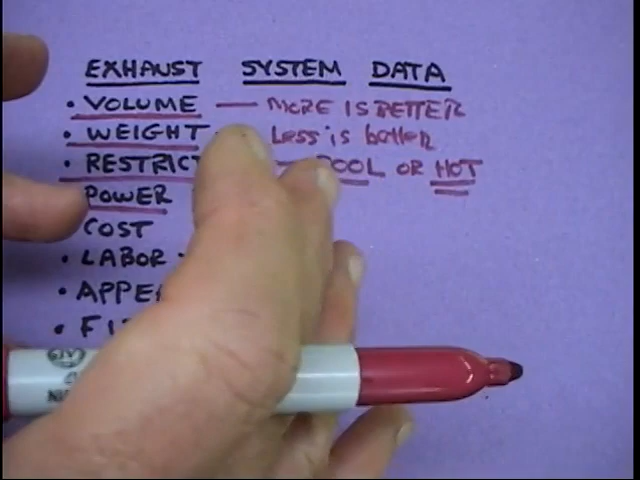 EXHAUST SYSTEM DATA
• VOLUME — MORE IS BETTER
• WEIGHT - Less is better
• RESTRICT — COOL OR HOT
POWER
COST
• LABOR
• APPE
• FI